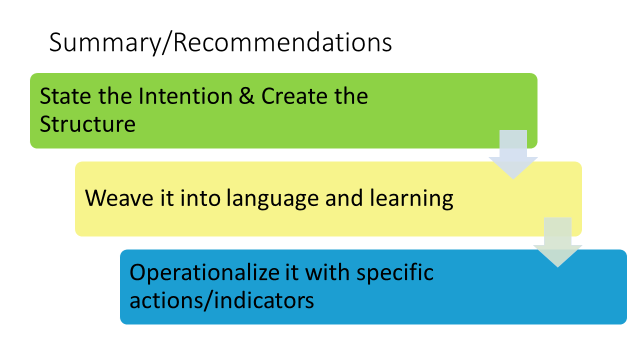 Summary/Recommendations
State the Intention & Create the
Structure
Weave it into language and learning
Operationalize it with specific
actions/indicators